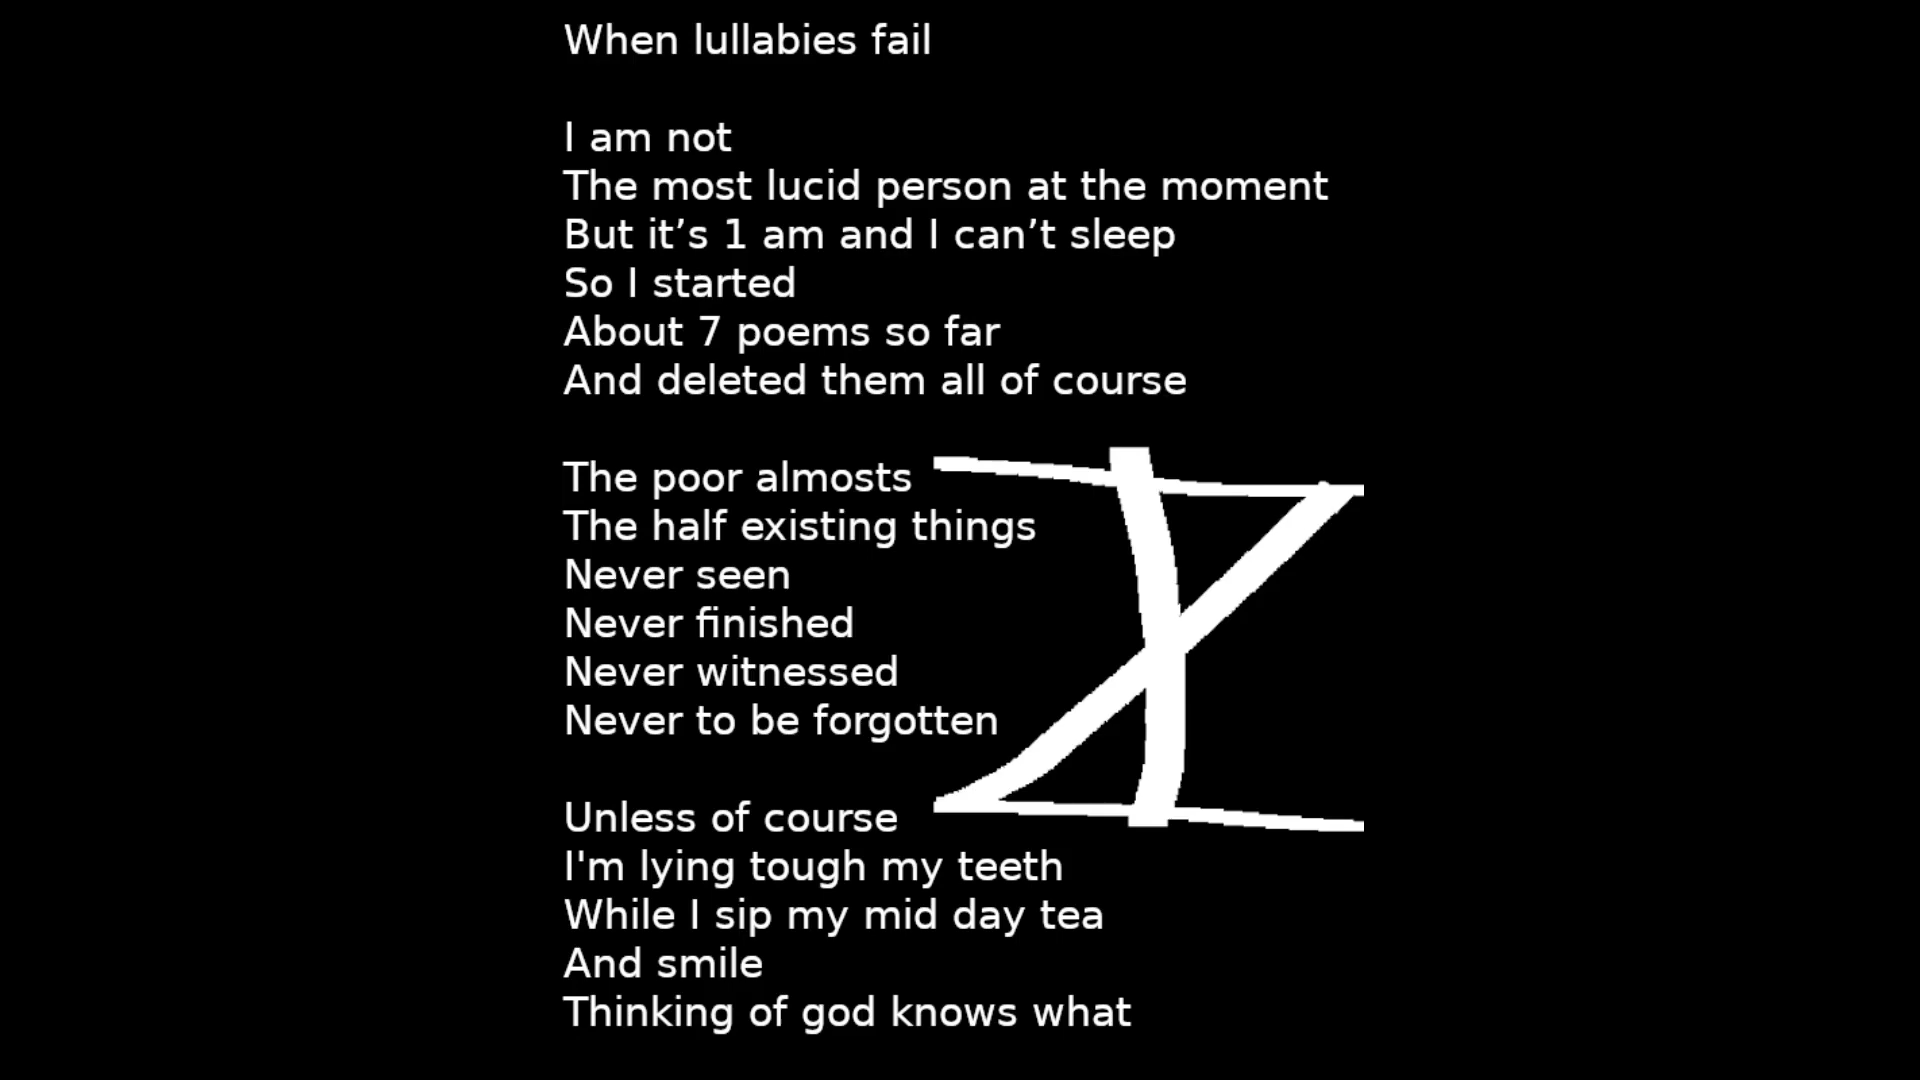 When lullabies fail
I am not
The most lucid person at the moment
But it’s 1 am and I can’t sleep
So I started
About 7 poems so far
And deleted them all of course
The poor almosts
The half existing things
Never seen
Never finished
Never witnessed
Never to be forgotten
Unless of course
I'm lying tough my teeth
While I sip my mid day tea
And smile
Thinking of god knows what